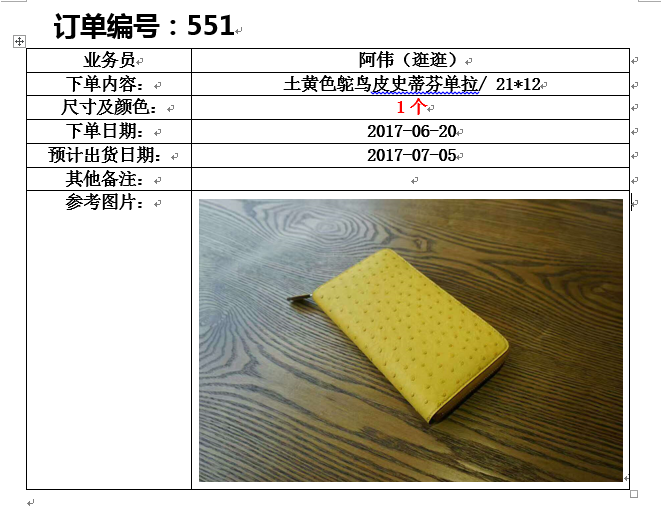 订单编号：551
业务员
阿伟（逛逛）
下单内容：
土黄色鸵鸟皮史蒂芬单拉/ 21*12
尺寸及颜色：
1个
下单日期：
2017-06-20
预计出货日期：
2017-07-05
其他备注：
参考图片：